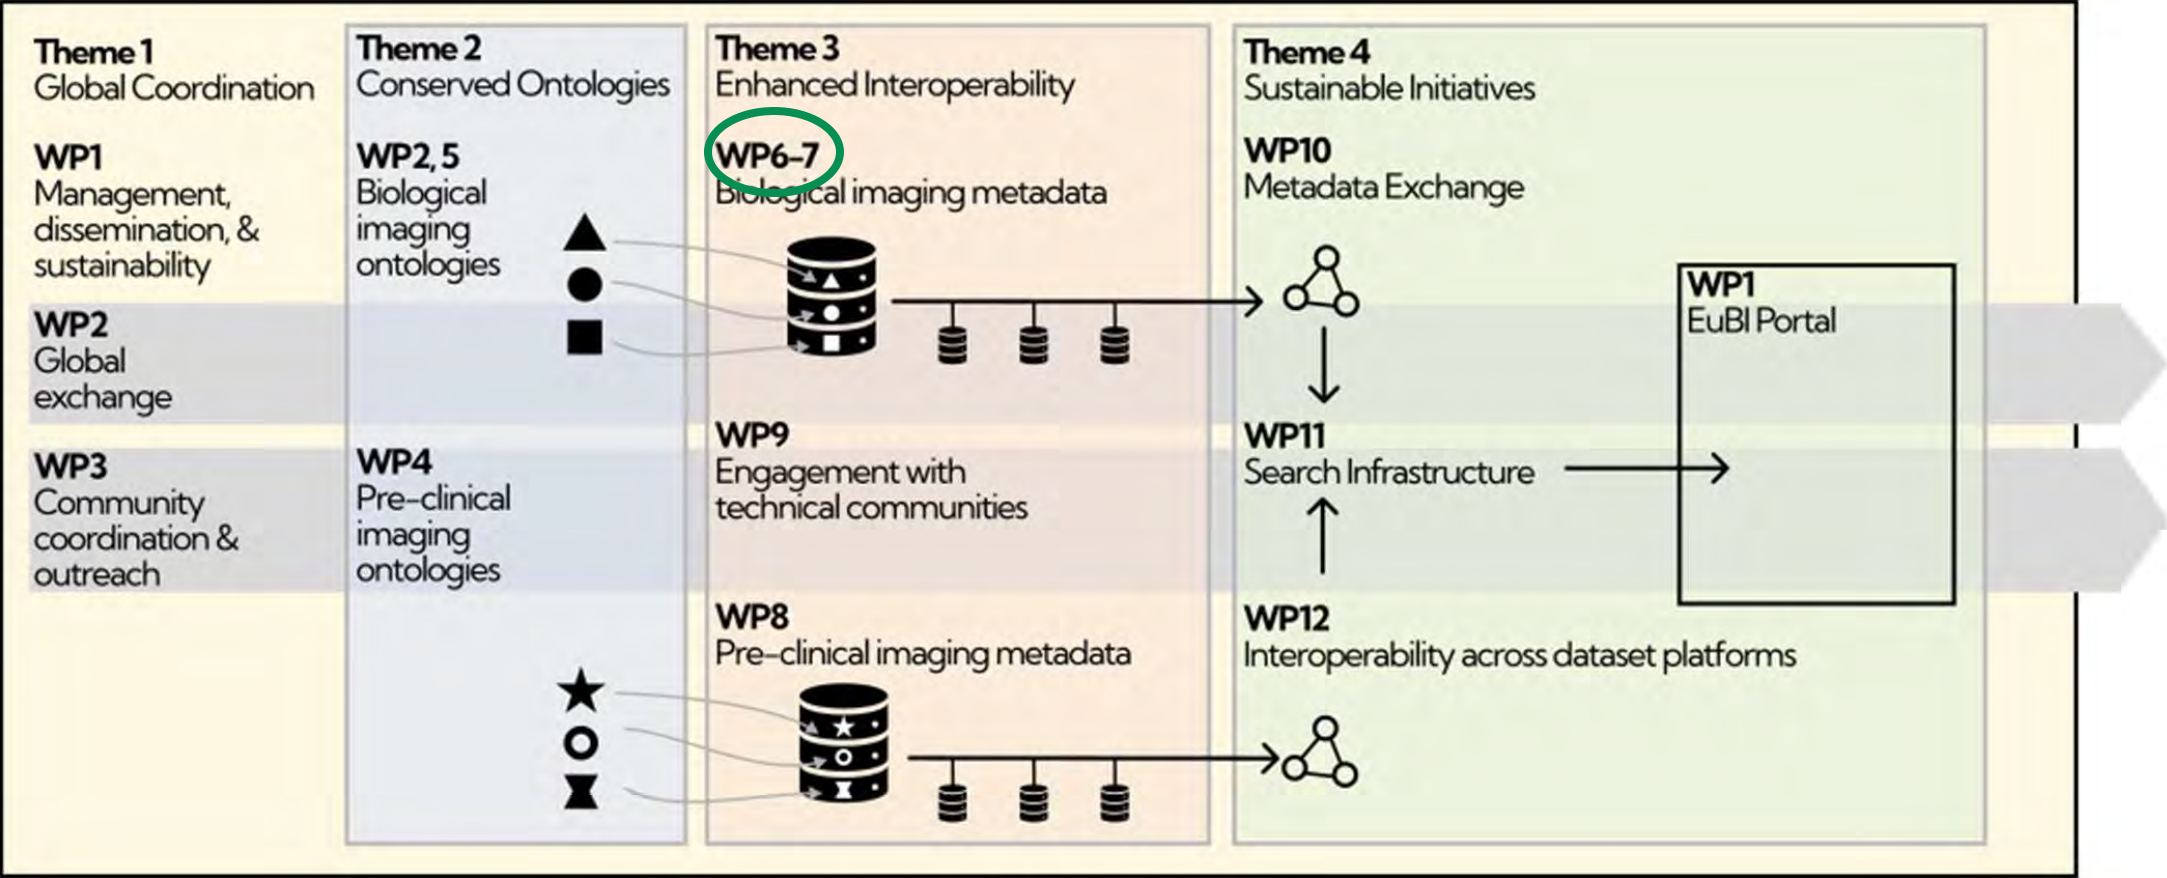 Theme 1
Global Coordination
WP1
Management,
dissemination, &
sustainability
WP2
Global
exchange
WP3
Community
coordination &
outreach
Theme 2
Conserved Ontologies
WP2, 5
Biological
imaging
ontologies
WP4
Pre-clinical
imaging
ontologies
Theme 3
Enhanced Interoperability
WP6-7
Biological imaging metadata
WP9
Engagement with
technical communities
WP8
Pre-clinical imaging metadata
Theme 4
Sustainable Initiatives
WP10
Metadata Exchange
WP11
Search Infrastructure
WP12
Interoperability across dataset platforms
WP1
EuBI Portal